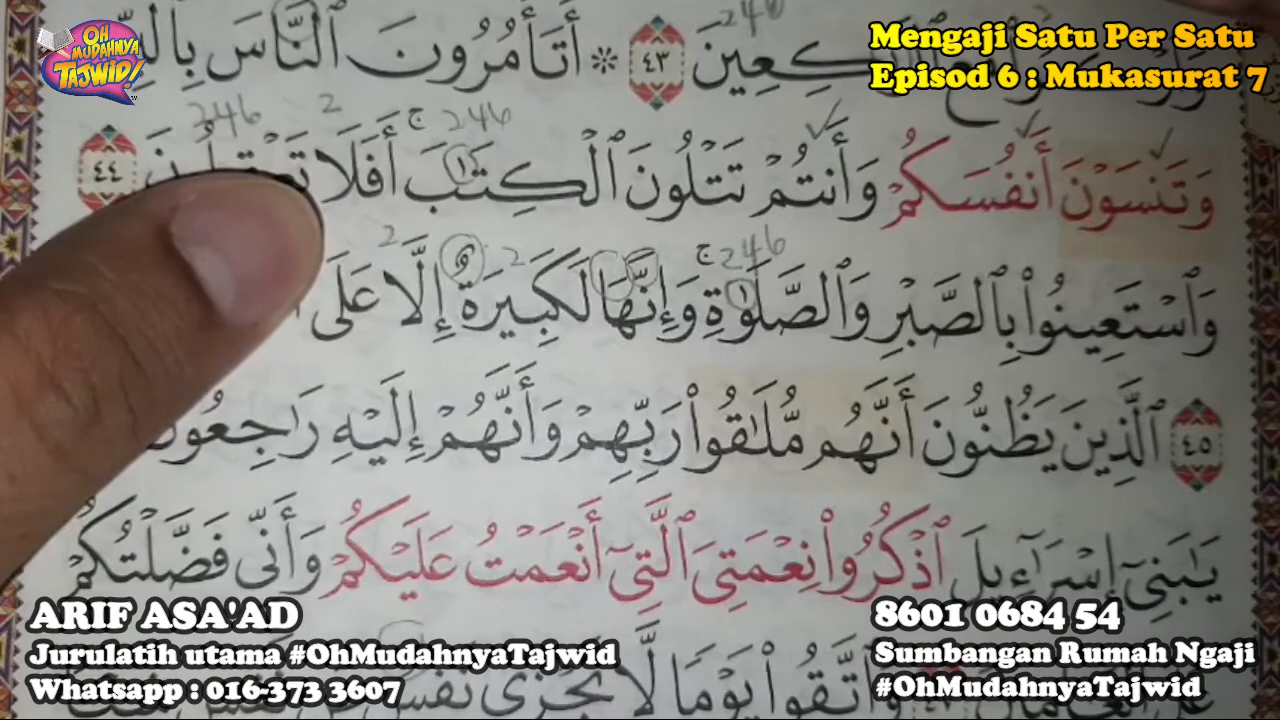 OH
MUDAHNYA
TAJWID!
Mengaji Satu Per Satu
Episod 6 : Mukasurat 7
۞ أَتَأْمُرُونَ ٱلنَّاسَ ٤٣
وَتَنسَوْنَ أَنفُسَكُمْ وَأَنتُمْ تَتْلُونَ ٱلْكِتَٰبَ ۚ أَفَلَا ٤٤
وَٱسْتَعِينُوا۟ بِٱلصَّبْرِ وَٱلصَّلَوٰةِ ۚ وَإِنَّهَا لَكَبِيرَةٌ إِلَّا عَلَى
٤٥ ٱلَّذِينَ يَظُنُّونَ أَنَّهُم مُّلَٰقُوا۟ رَبِّهِمْ وَأَنَّهُمْ إِلَيْهِ رَٰجِعُونَ
يَٰبَنِىٓ إِسْرَٰٓءِيلَ ٱذْكُرُوا۟ نِعْمَتِىَ ٱلَّتِىٓ أَنْعَمْتُ عَلَيْكُمْ وَأَنِّى فَضَّلْتُكُمْ
وَٱتَّقُوا۟ يَوْمًا لَّا تَجْزِى نَفْسٌ
ARIF ASA'AD
Jurulatih utama #OhMudahnyaTajwid
Whatsapp : 016-373 3607
8601 0684 54
Sumbangan Rumah Ngaji
#OhMudahnyaTajwid